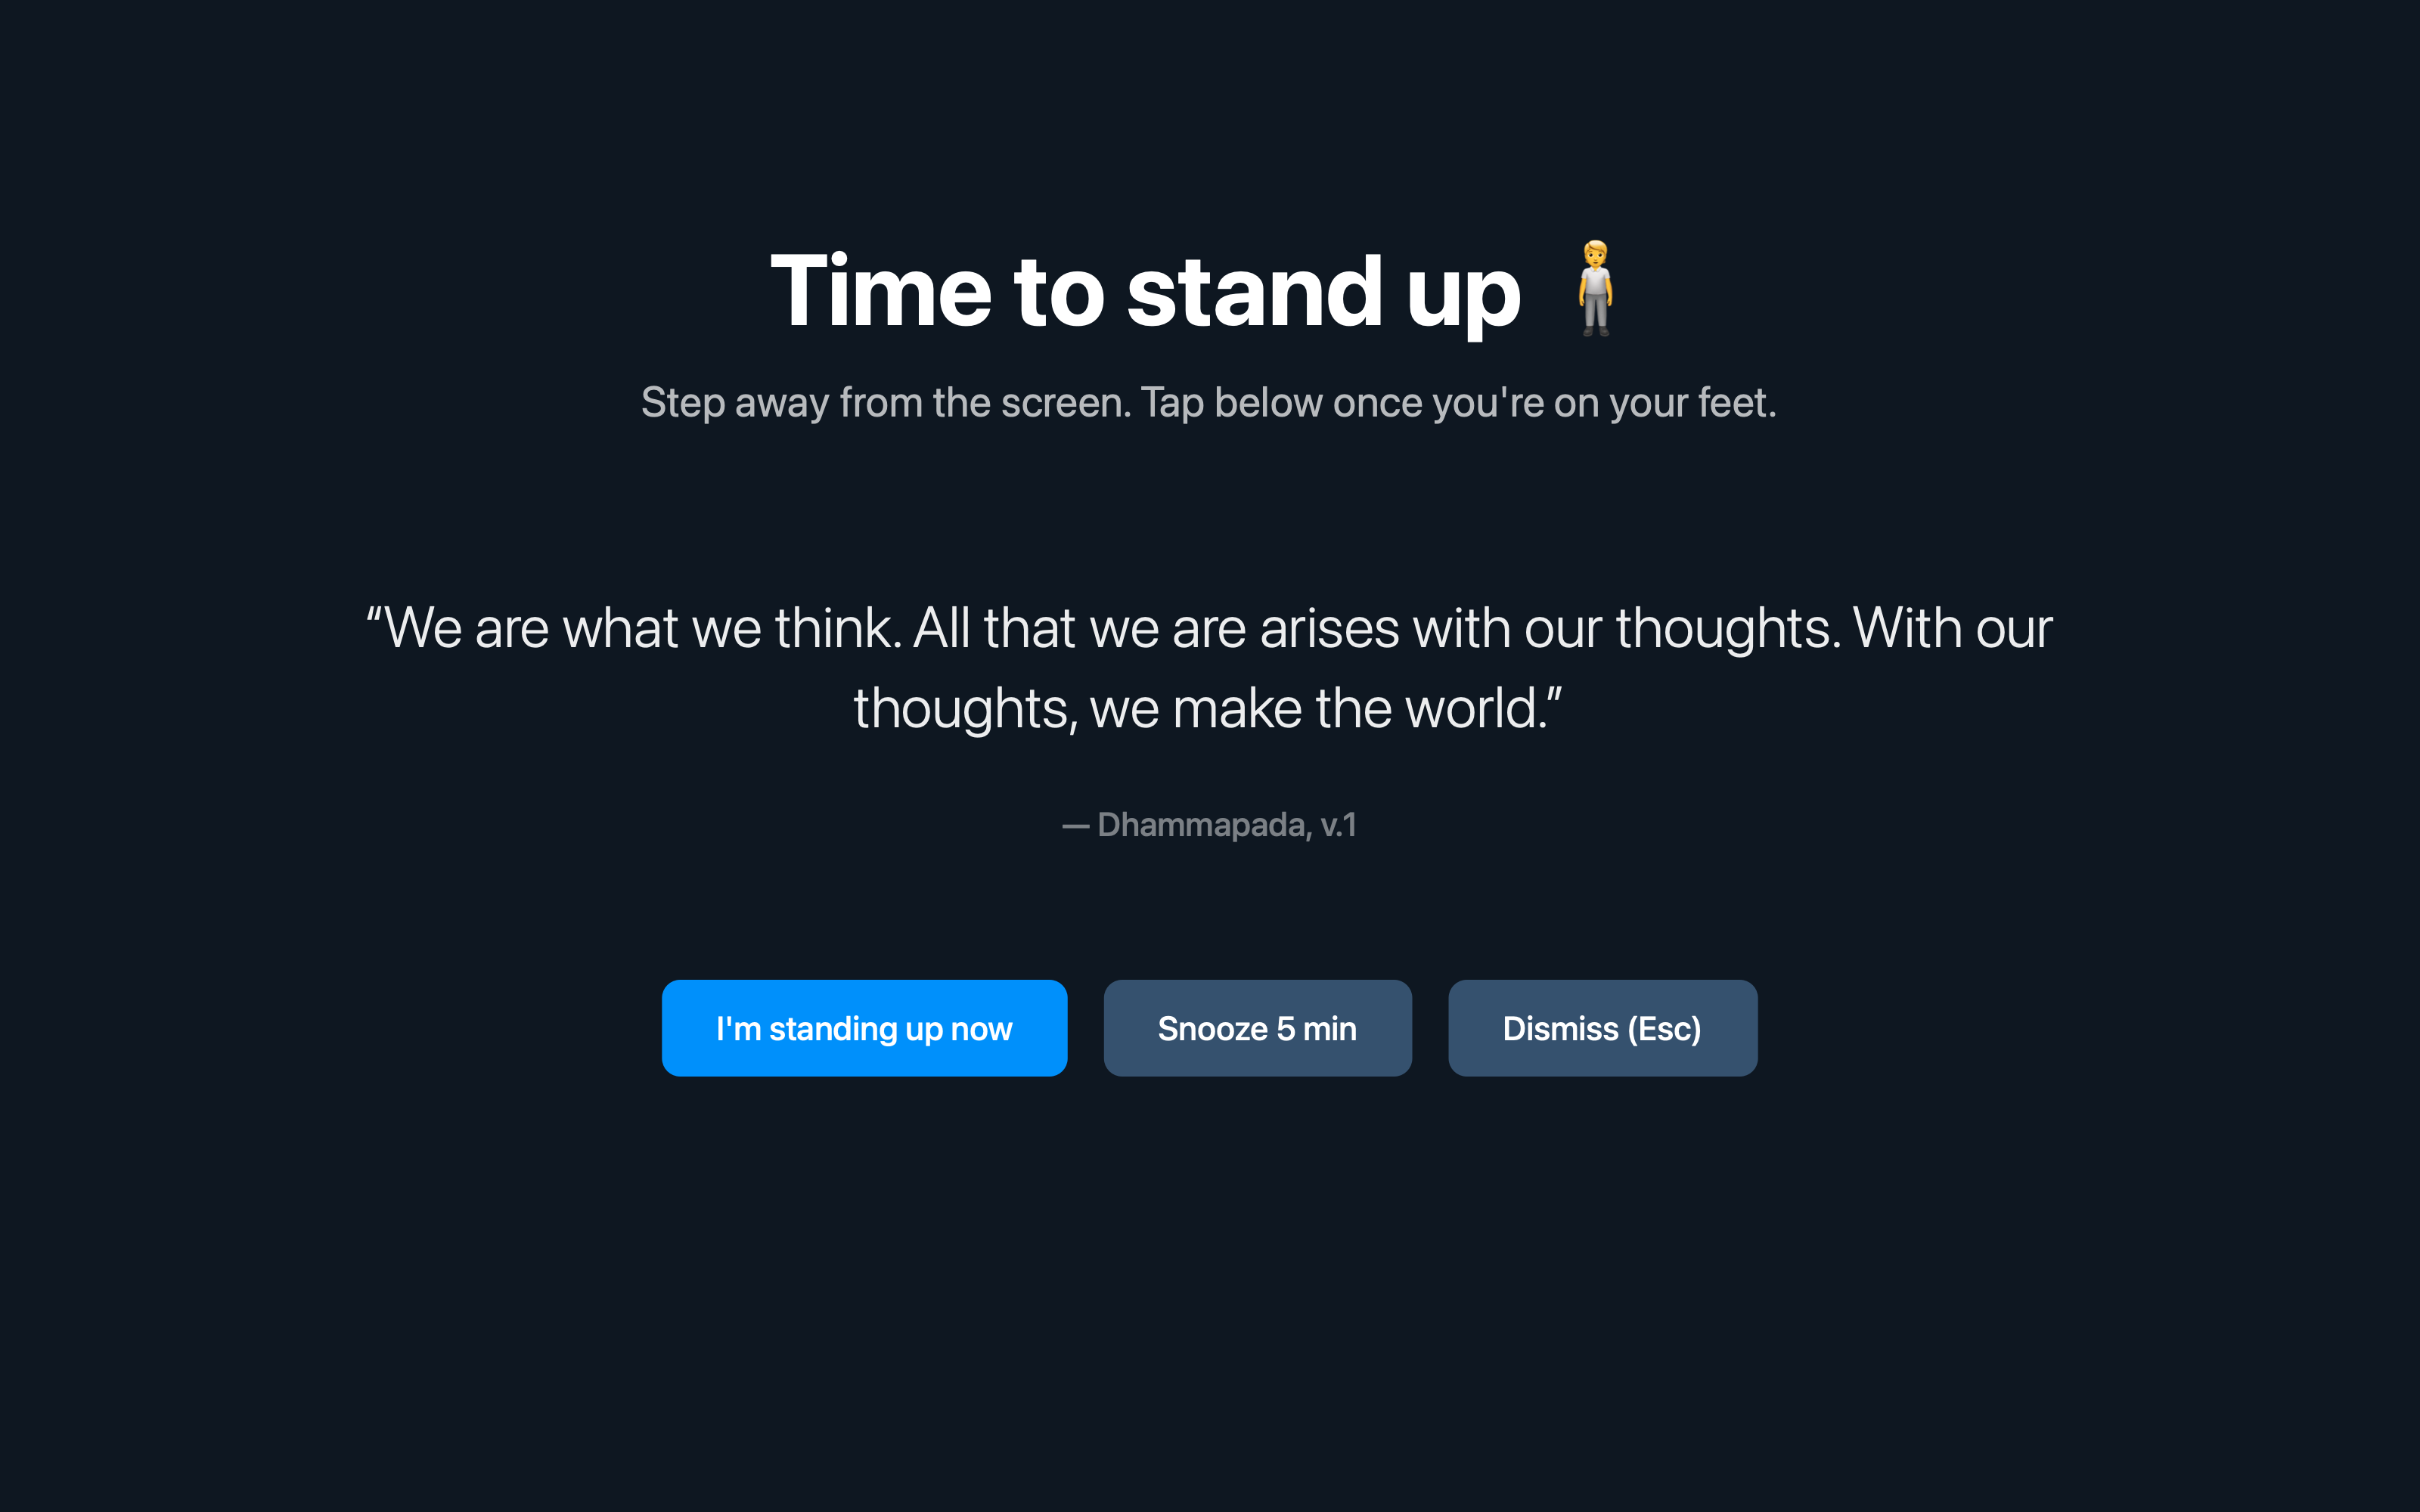 Time to stand up 🧍
Step away from the screen. Tap below once you're on your feet.
“We are what we think. All that we are arises with our thoughts. With our
thoughts, we make the world.”
— Dhammapada, v.1
I'm standing up now
Snooze 5 min
Dismiss (Esc)